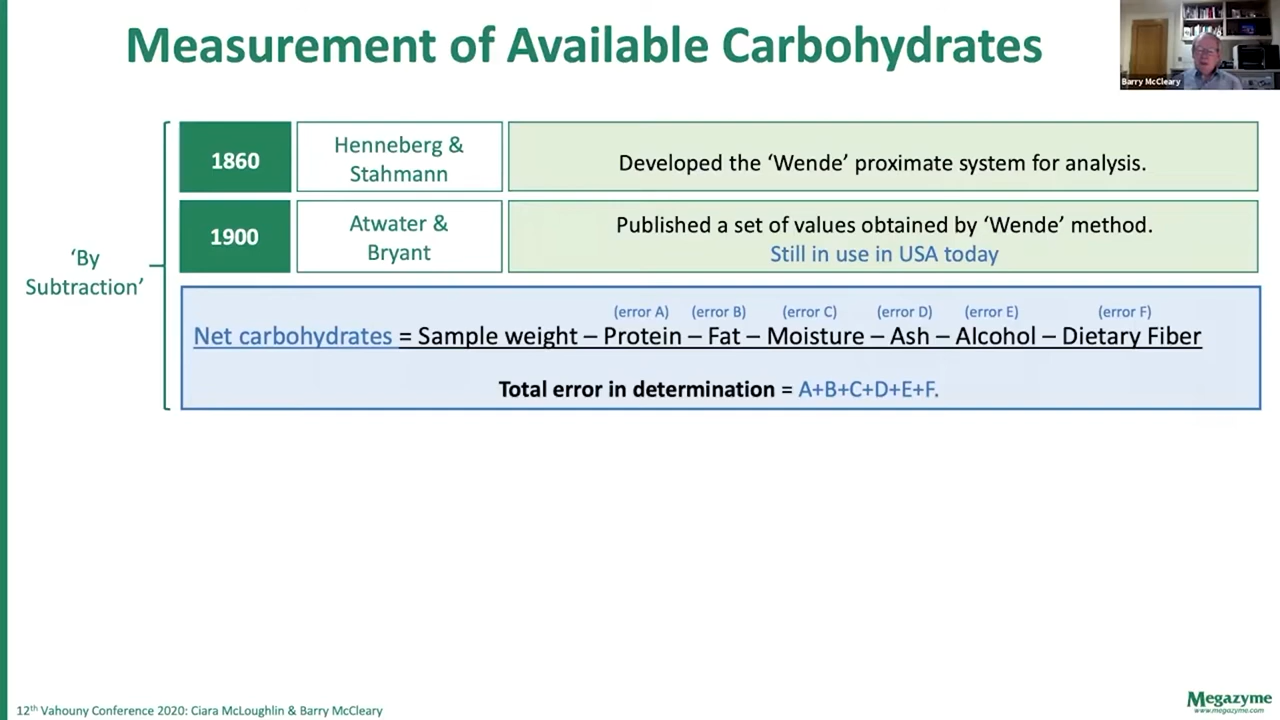 Measurement of Available Carbohydrates
Barry McCleary
1860
Henneberg &
Stahmann
Developed the ‘Wende’ proximate system for analysis.
1900
Atwater &
Bryant
Published a set of values obtained by ‘Wende’ method.
Still in use in USA today
‘By
Subtraction’
(error A) (error B) (error C) (error D) (error E) (error F)
Net carbohydrates = Sample weight – Protein – Fat – Moisture – Ash – Alcohol – Dietary Fiber
Total error in determination = A+B+C+D+E+F.
12th Vahouny Conference 2020: Ciara McLoughlin & Barry McCleary
Megazyme
www.megazyme.com